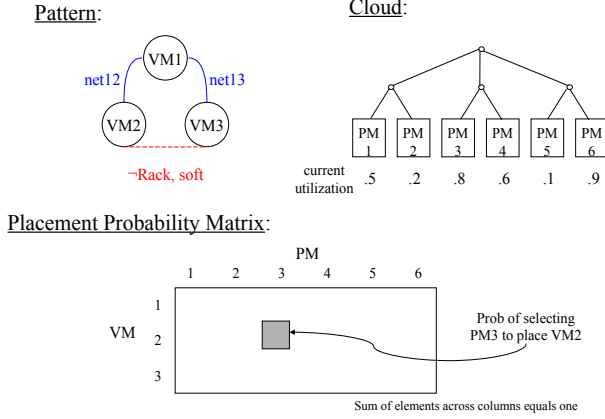 Pattern:
Cloud:
VM1
net12
net13
VM2
VM3
¬Rack, soft
PM 1
PM 2
PM 3
PM 4
PM 5
PM 6
current
utilization
.5 .2 .8 .6 .1 .9
Placement Probability Matrix:
PM
1 2 3 4 5 6
VM
1
2
3
Prob of selecting
PM3 to place VM2
Sum of elements across columns equals one